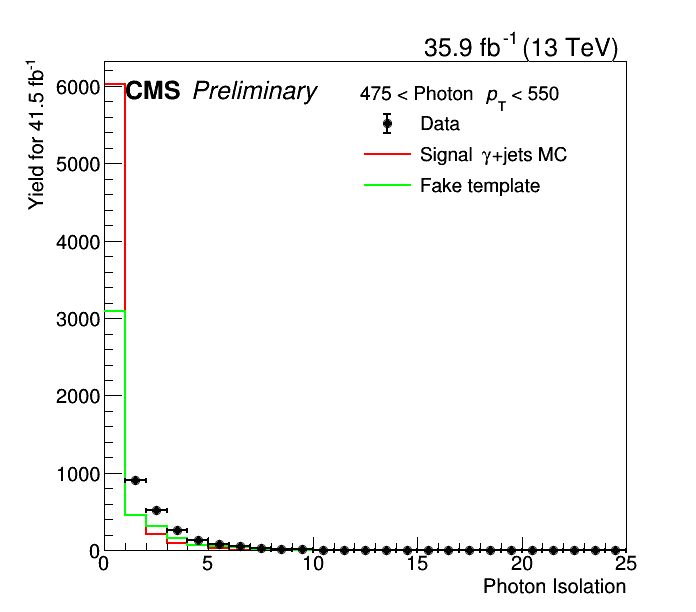 35.9 fb-1 (13 TeV)
CMS Preliminary
475 < Photon pT < 550
Data
Signal γ+jets MC
Fake template
Yield for 41.5 fb-1
6000
5000
4000
3000
2000
1000
0
0 5 10 15 20 25
Photon Isolation